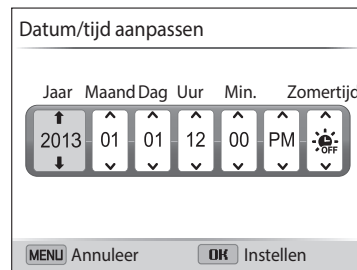 Datum/tijd aanpassen
Jaar Maand Dag Uur Min. Zomertijd
2013 01 01 12 00 PM OFF
MENU Annuleer OK Instellen